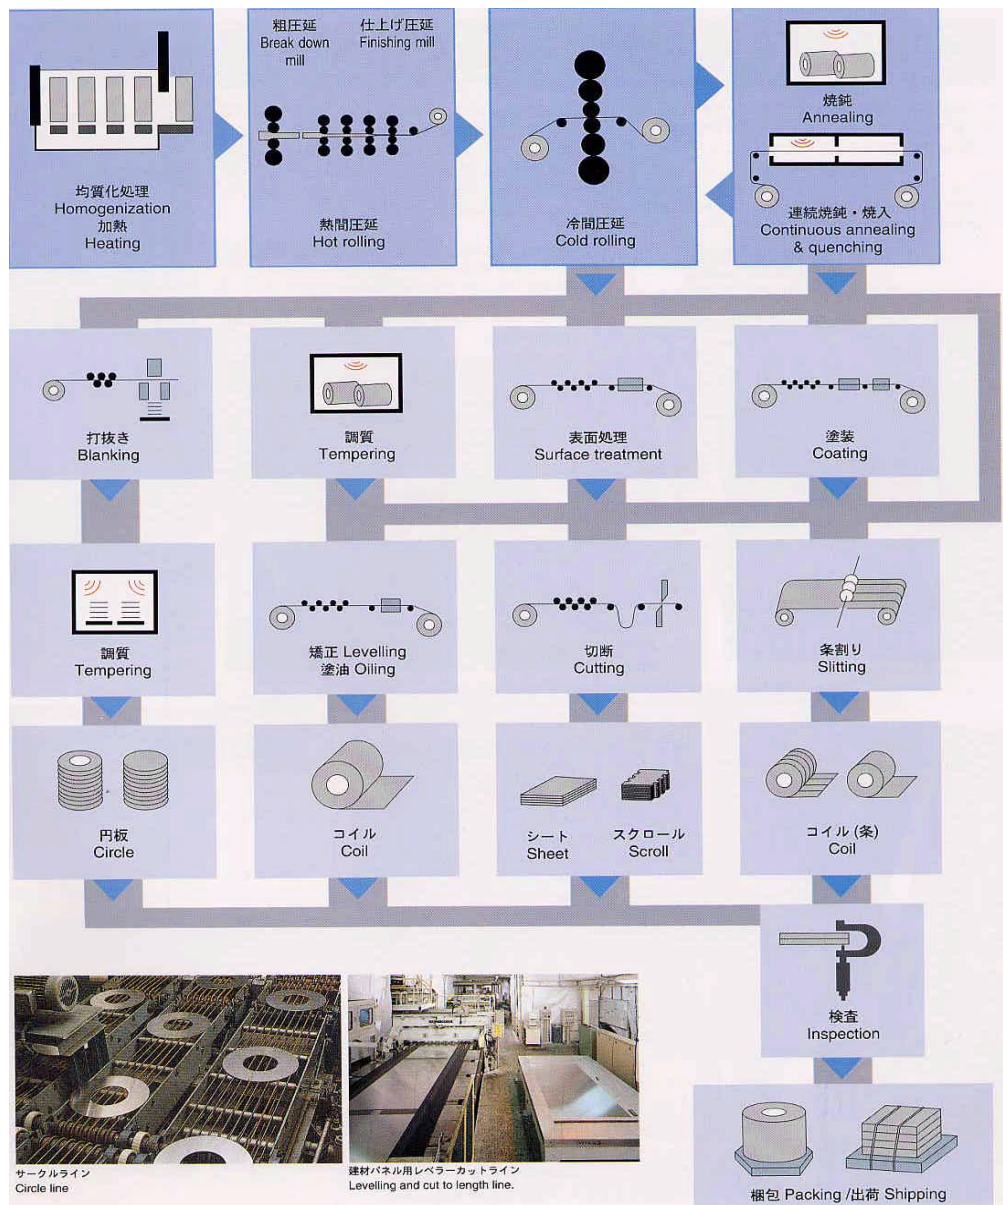 粗圧延
Break down
mill
仕上げ圧延
Finishing mill
均質化処理
Homogenization
加熱
Heating
熱間圧延
Hot rolling
冷間圧延
Cold rolling
焼鈍
Annealing
連続焼鈍・焼入
Continuous annealing
& quenching
打抜き
Blanking
調質
Tempering
表面処理
Surface treatment
塗装
Coating
調質
Tempering
矯正 Levelling
塗油 Oiling
切断
Cutting
条割り
Slitting
円板
Circle
コイル
Coil
シート
Sheet
スクロール
Scroll
コイル (条)
Coil
検査
Inspection
サークルライン
Circle line
建材パネル用レベラーカットライン
Levelling and cut to length line.
梱包 Packing /出荷 Shipping